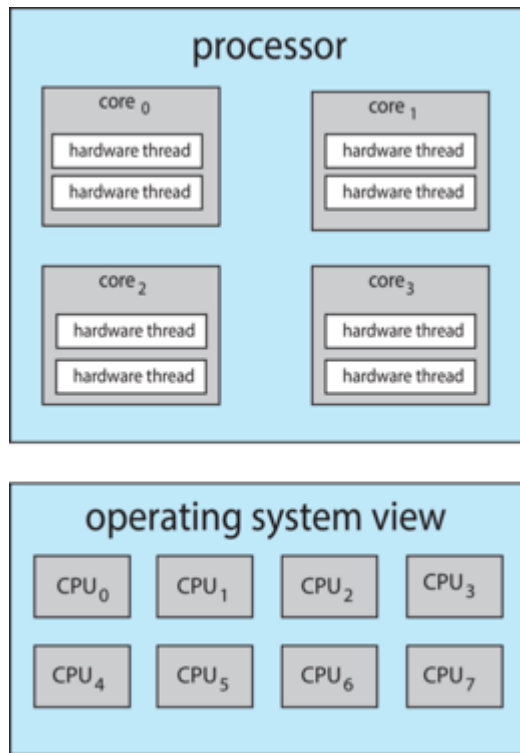 processor
core 0
core 1
hardware thread
hardware thread
hardware thread
hardware thread
core 2
core3
hardware thread
hardware thread
hardware thread
hardware thread
operating system view
CPU0
CPU1
CPU2
CPU3
CPU4
CPU5
CPU6
CPU7